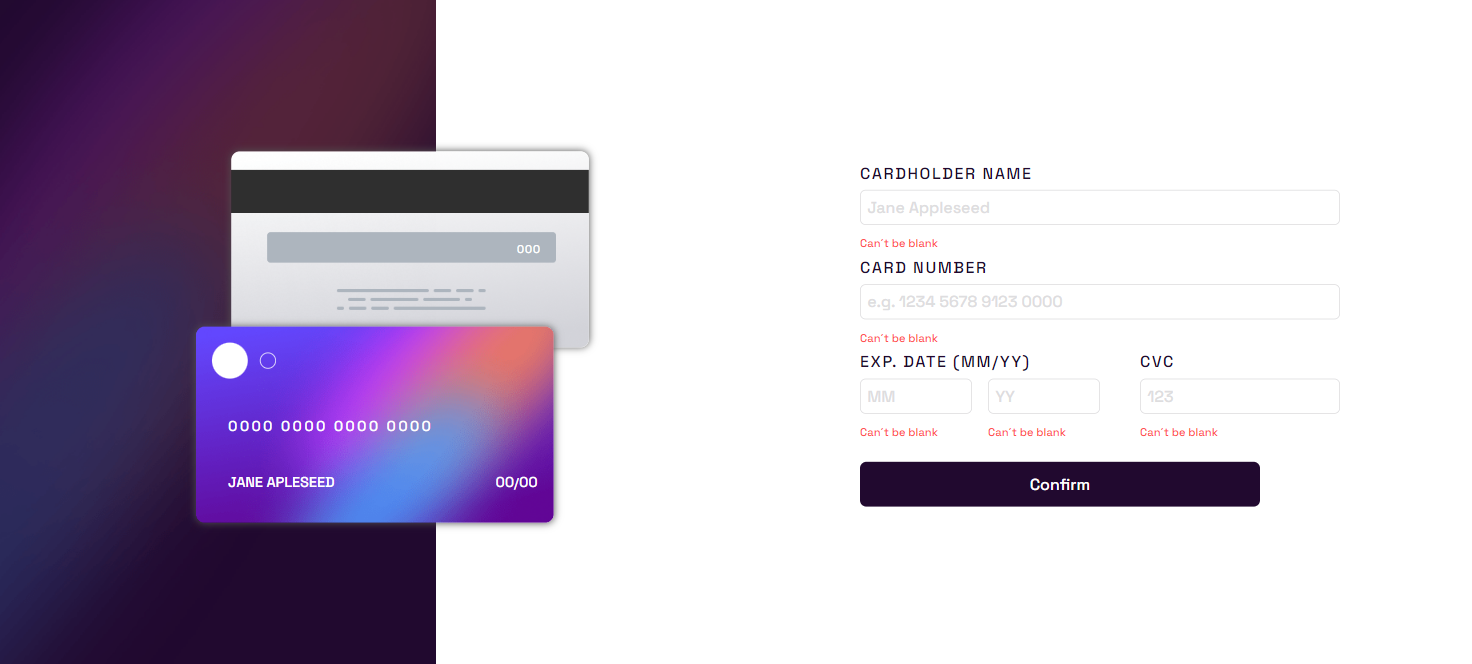 000
0000 0000 0000 0000
JANE APLESEED 00/00
CARDHOLDER NAME
Jane Appleseed
Can´t be blank
CARD NUMBER
e.g. 1234 5678 9123 0000
Can´t be blank
EXP. DATE (MM/YY) CVC
MM YY 123
Can´t be blank Can´t be blank Can´t be blank
Confirm